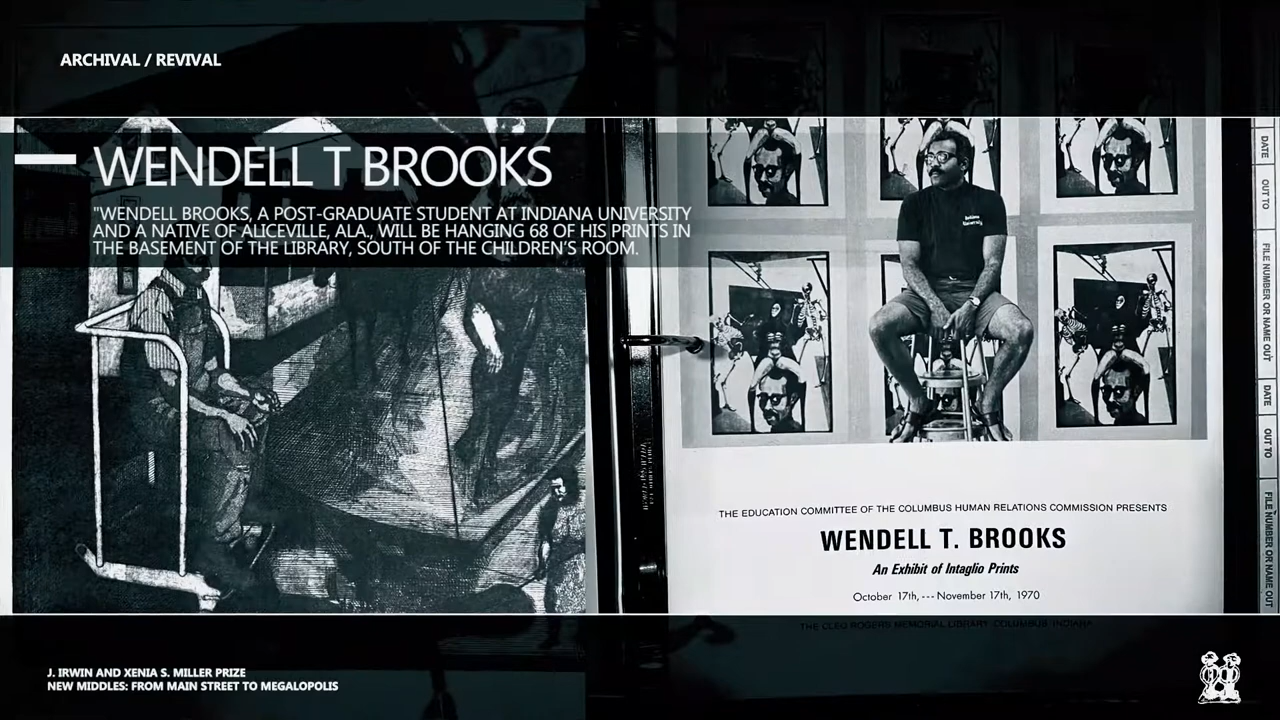 ARCHIVAL / REVIVAL
WENDELL T BROOKS
"WENDELL BROOKS, A POST-GRADUATE STUDENT AT INDIANA UNIVERSITY
AND A NATIVE OF ALICEVILLE, ALA., WILL BE HANGING 68 OF HIS PRINTS IN
THE BASEMENT OF THE LIBRARY, SOUTH OF THE CHILDREN'S ROOM.
Indiana
University
THE EDUCATION COMMITTEE OF THE COLUMBUS HUMAN RELATIONS COMMISSION PRESENTS
WENDELL T. BROOKS
An Exhibit of Intaglio Prints
October 17th, --- November 17th, 1970
THE CLEO ROGERS MEMORIAL LIBRARY, COLUMBUS, INDIANA
DATE
OUT TO
FILE NUMBER OR NAME OUT
DATE
OUT TO
FILE NUMBER OR NAME OUT
J. IRWIN AND XENIA S. MILLER PRIZE
NEW MIDDLES: FROM MAIN STREET TO MEGALOPOLIS